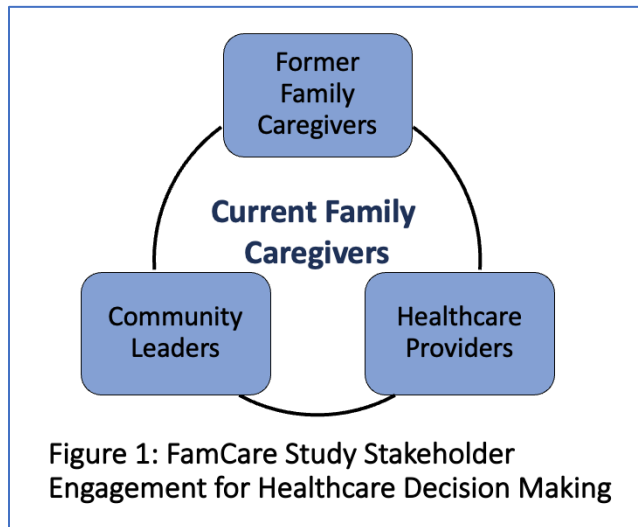 Former
Family
Caregivers
Current Family
Caregivers
Community
Leaders
Healthcare
Providers
Figure 1: FamCare Study Stakeholder
Engagement for Healthcare Decision Making